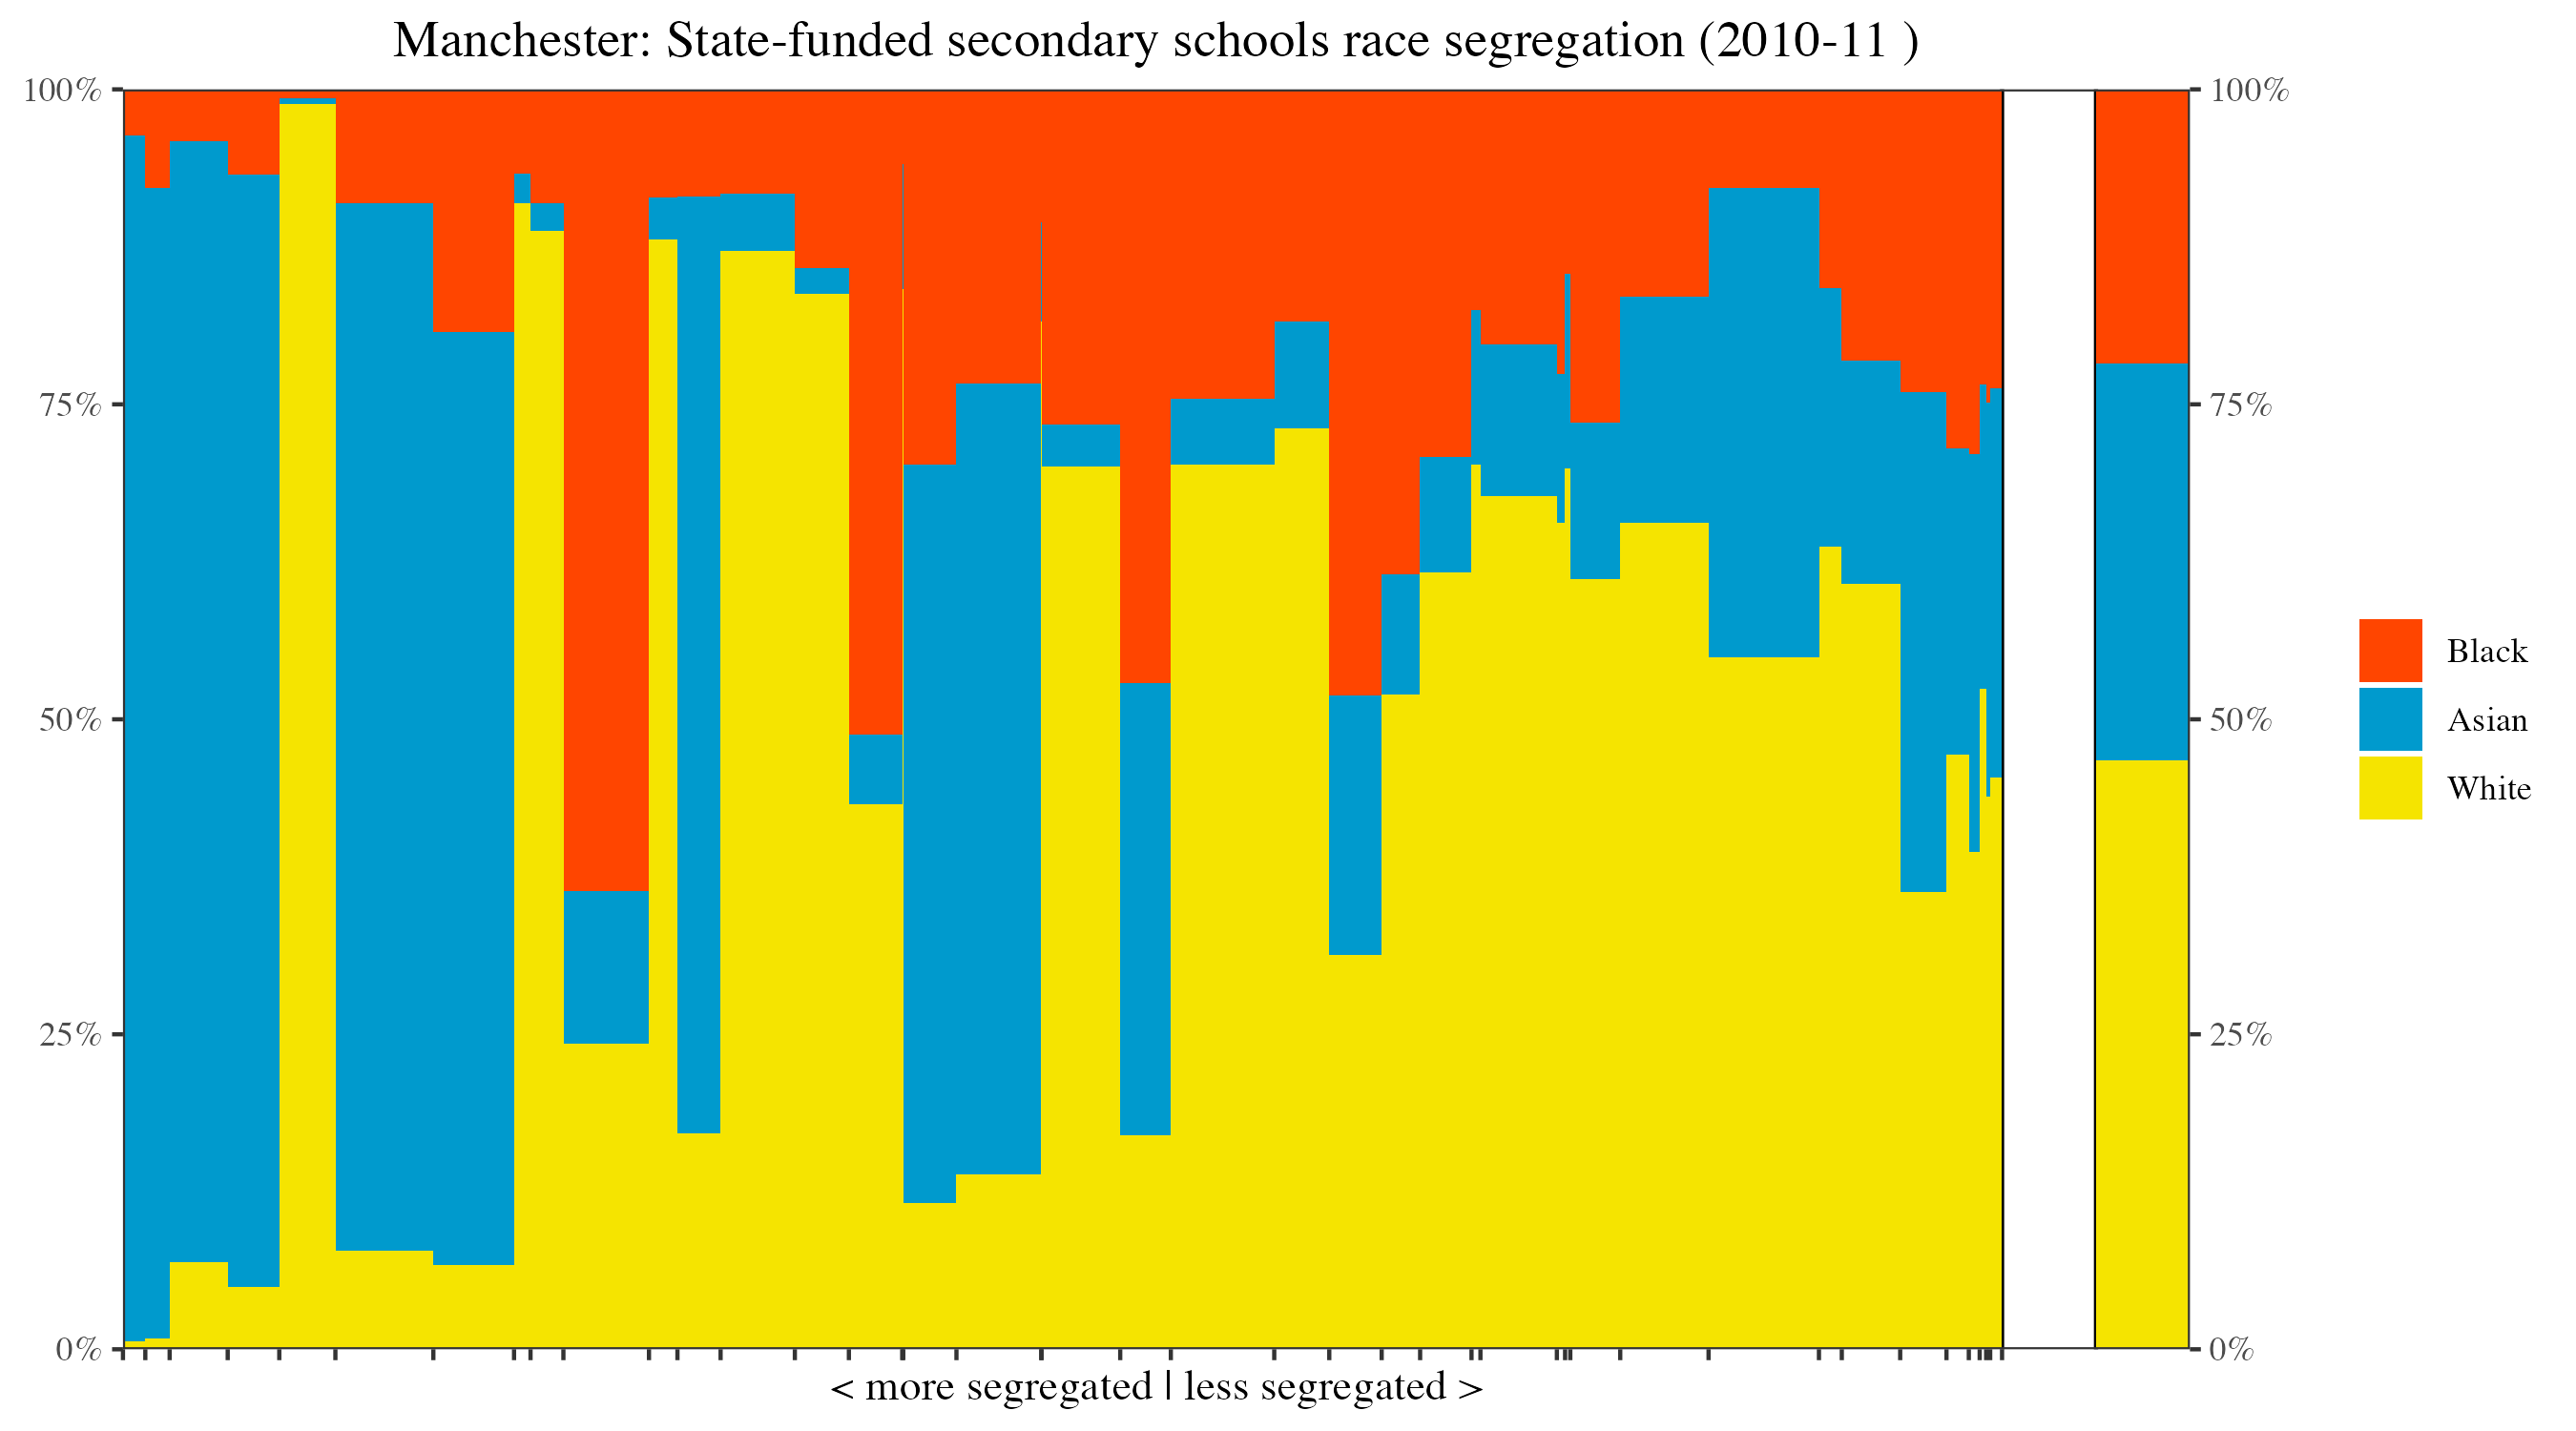 Manchester: State-funded secondary schools race segregation (2010-11 )
100%
75%
50%
25%
0%
100%
75%
50%
25%
0%
Black
Asian
White
< more segregated | less segregated >